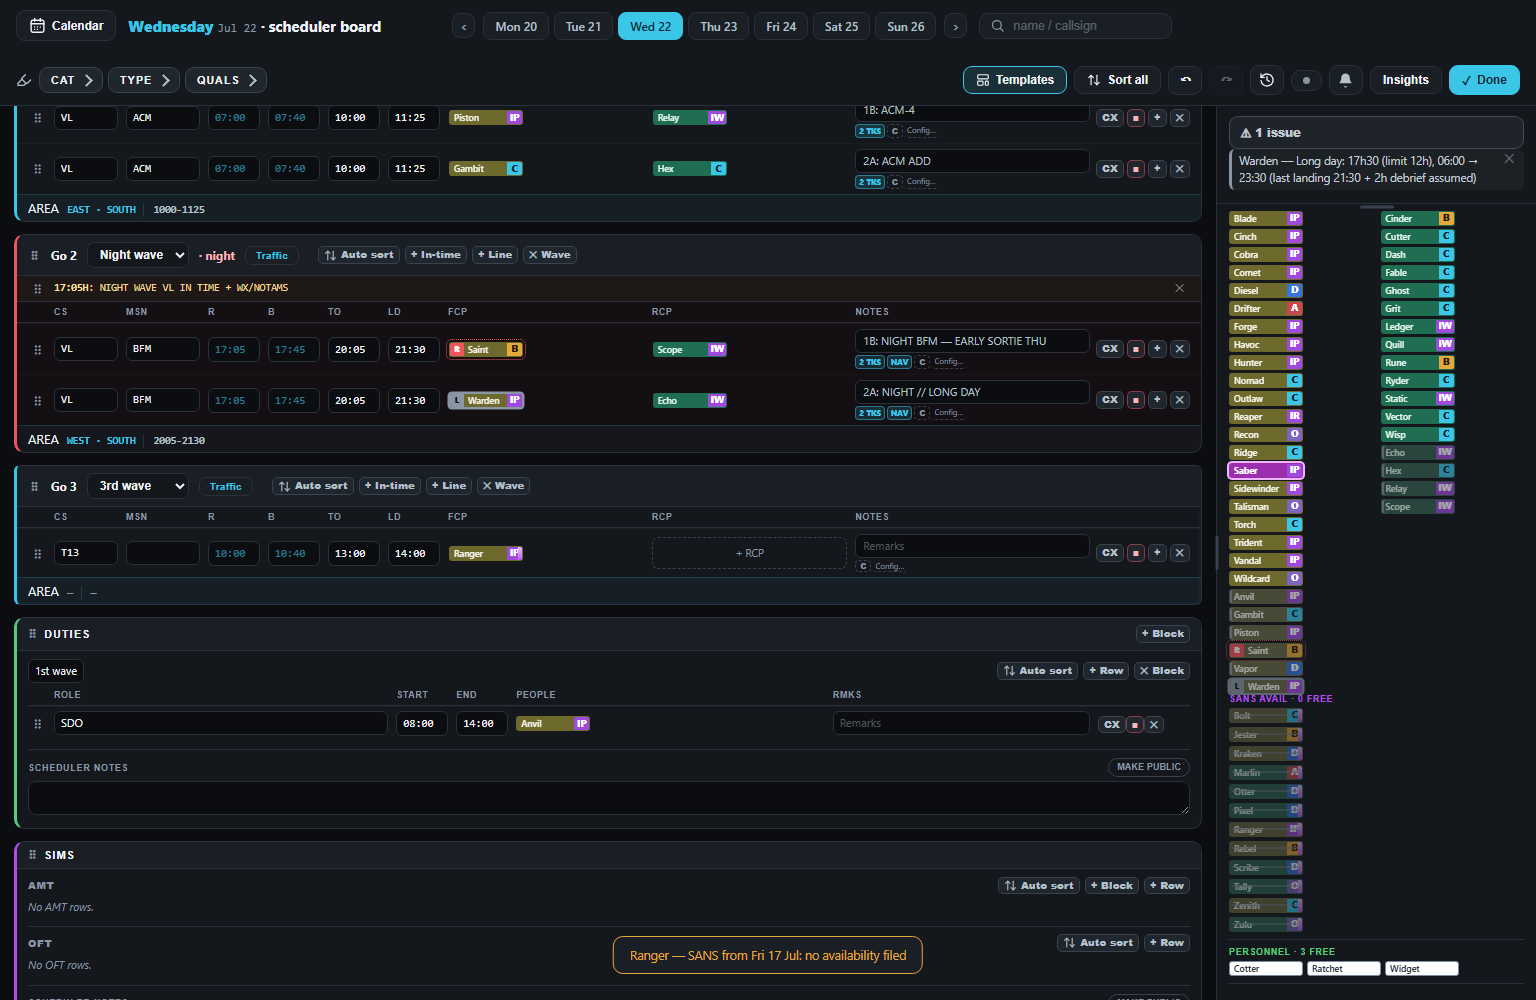 Calendar
Wednesday Jul 22 · scheduler board
‹ Mon 20 Tue 21 Wed 22 Thu 23 Fri 24 Sat 25 Sun 26 ›
name / callsign
CAT TYPE QUALS
Templates Sort all Insights ✓ Done
VL ACM 07:00 07:40 10:00 11:25 Piston IP Relay IW 1B: ACM-4 CX + ✕
2 TKS C Config...
VL ACM 07:00 07:40 10:00 11:25 Gambit C Hex C 2A: ACM ADD CX + ✕
2 TKS C Config...
AREA EAST · SOUTH 1000-1125
Go 2 Night wave · night Traffic Auto sort + In-time + Line ✕ Wave
17:05H: NIGHT WAVE VL IN TIME + WX/NOTAMS ✕
CS MSN R B TO LD FCP RCP NOTES
VL BFM 17:05 17:45 20:05 21:30 R Saint B Scope IW 1B: NIGHT BFM — EARLY SORTIE THU CX + ✕
2 TKS NAV C Config...
VL BFM 17:05 17:45 20:05 21:30 L Warden IP Echo IW 2A: NIGHT // LONG DAY CX + ✕
2 TKS NAV C Config...
AREA WEST · SOUTH 2005-2130
Go 3 3rd wave Traffic Auto sort + In-time + Line ✕ Wave
CS MSN R B TO LD FCP RCP NOTES
T13 10:00 10:40 13:00 14:00 Ranger IP + RCP Remarks CX + ✕
C Config...
AREA — —
DUTIES + Block
1st wave Auto sort + Row ✕ Block
ROLE START END PEOPLE RMKS
SDO 08:00 14:00 Anvil IP Remarks CX ✕
SCHEDULER NOTES MAKE PUBLIC
SIMS
AMT Auto sort + Block + Row
No AMT rows.
OFT Auto sort + Row
No OFT rows.
Ranger — SANS from Fri 17 Jul: no availability filed
⚠ 1 issue
Warden — Long day: 17h30 (limit 12h), 06:00 →
23:30 (last landing 21:30 + 2h debrief assumed) ✕
Blade IP Cinder B
Cinch IP Cutter C
Cobra IP Dash C
Comet IP Fable C
Diesel D Ghost C
Drifter A Grit C
Forge IP Ledger IW
Havoc IP Quill IW
Hunter IP Rune B
Nomad C Ryder C
Outlaw C Static IW
Reaper IR Vector C
Recon O Wisp C
Ridge C Echo IW
Saber IP Hex C
Sidewinder IP Relay IW
Talisman O Scope IW
Torch C
Trident IP
Vandal IP
Wildcard O
Anvil IP
Gambit C
Piston IP
R Saint B
Vapor D
L Warden IP
SANS AVAIL · 0 FREE
Bolt C
Jester B
Kraken D
Marlin A
Otter D
Pixel D
Ranger IP
Rebel B
Scribe D
Tally O
Zenith C
Zulu O
PERSONNEL · 3 FREE
Cotter Ratchet Widget